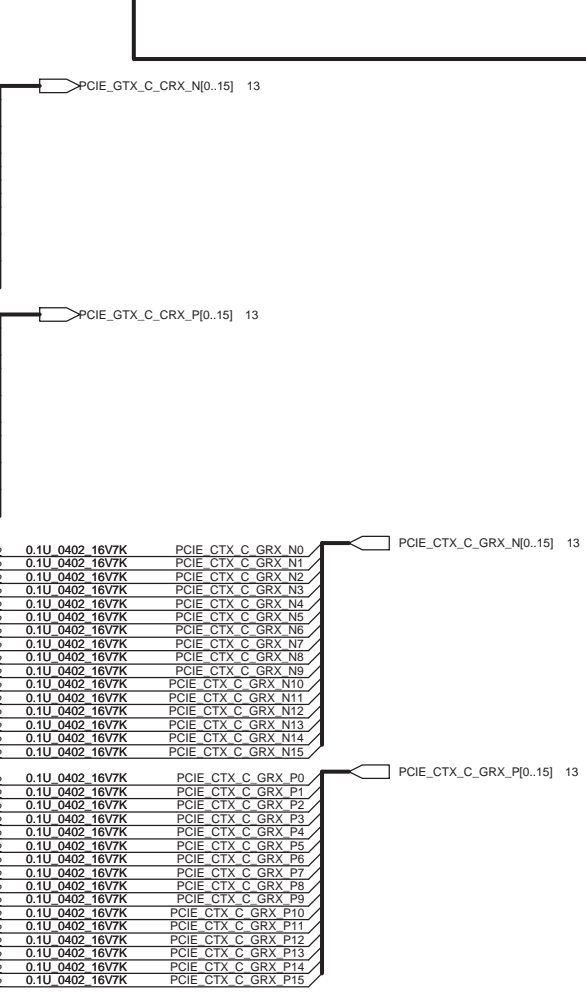 PCIE_GTX_C_CRX_N[0..15] 13
PCIE_GTX_C_CRX_P[0..15] 13
PCIE_CTX_C_GRX_N[0..15] 13
0.1U_0402_16V7K PCIE_CTX_C_GRX_N0
0.1U_0402_16V7K PCIE_CTX_C_GRX_N1
0.1U_0402_16V7K PCIE_CTX_C_GRX_N2
0.1U_0402_16V7K PCIE_CTX_C_GRX_N3
0.1U_0402_16V7K PCIE_CTX_C_GRX_N4
0.1U_0402_16V7K PCIE_CTX_C_GRX_N5
0.1U_0402_16V7K PCIE_CTX_C_GRX_N6
0.1U_0402_16V7K PCIE_CTX_C_GRX_N7
0.1U_0402_16V7K PCIE_CTX_C_GRX_N8
0.1U_0402_16V7K PCIE_CTX_C_GRX_N9
0.1U_0402_16V7K PCIE_CTX_C_GRX_N10
0.1U_0402_16V7K PCIE_CTX_C_GRX_N11
0.1U_0402_16V7K PCIE_CTX_C_GRX_N12
0.1U_0402_16V7K PCIE_CTX_C_GRX_N13
0.1U_0402_16V7K PCIE_CTX_C_GRX_N14
0.1U_0402_16V7K PCIE_CTX_C_GRX_N15
PCIE_CTX_C_GRX_P[0..15] 13
0.1U_0402_16V7K PCIE_CTX_C_GRX_P0
0.1U_0402_16V7K PCIE_CTX_C_GRX_P1
0.1U_0402_16V7K PCIE_CTX_C_GRX_P2
0.1U_0402_16V7K PCIE_CTX_C_GRX_P3
0.1U_0402_16V7K PCIE_CTX_C_GRX_P4
0.1U_0402_16V7K PCIE_CTX_C_GRX_P5
0.1U_0402_16V7K PCIE_CTX_C_GRX_P6
0.1U_0402_16V7K PCIE_CTX_C_GRX_P7
0.1U_0402_16V7K PCIE_CTX_C_GRX_P8
0.1U_0402_16V7K PCIE_CTX_C_GRX_P9
0.1U_0402_16V7K PCIE_CTX_C_GRX_P10
0.1U_0402_16V7K PCIE_CTX_C_GRX_P11
0.1U_0402_16V7K PCIE_CTX_C_GRX_P12
0.1U_0402_16V7K PCIE_CTX_C_GRX_P13
0.1U_0402_16V7K PCIE_CTX_C_GRX_P14
0.1U_0402_16V7K PCIE_CTX_C_GRX_P15